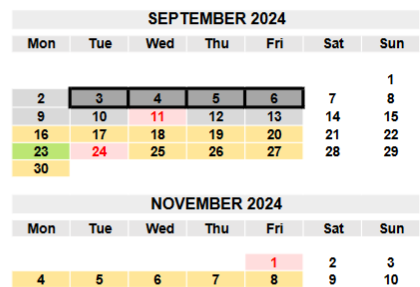 SEPTEMBER 2024
Mon Tue Wed Thu Fri Sat Sun
1
2 3 4 5 6 7 8
9 10 11 12 13 14 15
16 17 18 19 20 21 22
23 24 25 26 27 28 29
30
NOVEMBER 2024
Mon Tue Wed Thu Fri Sat Sun
1 2 3
4 5 6 7 8 9 10